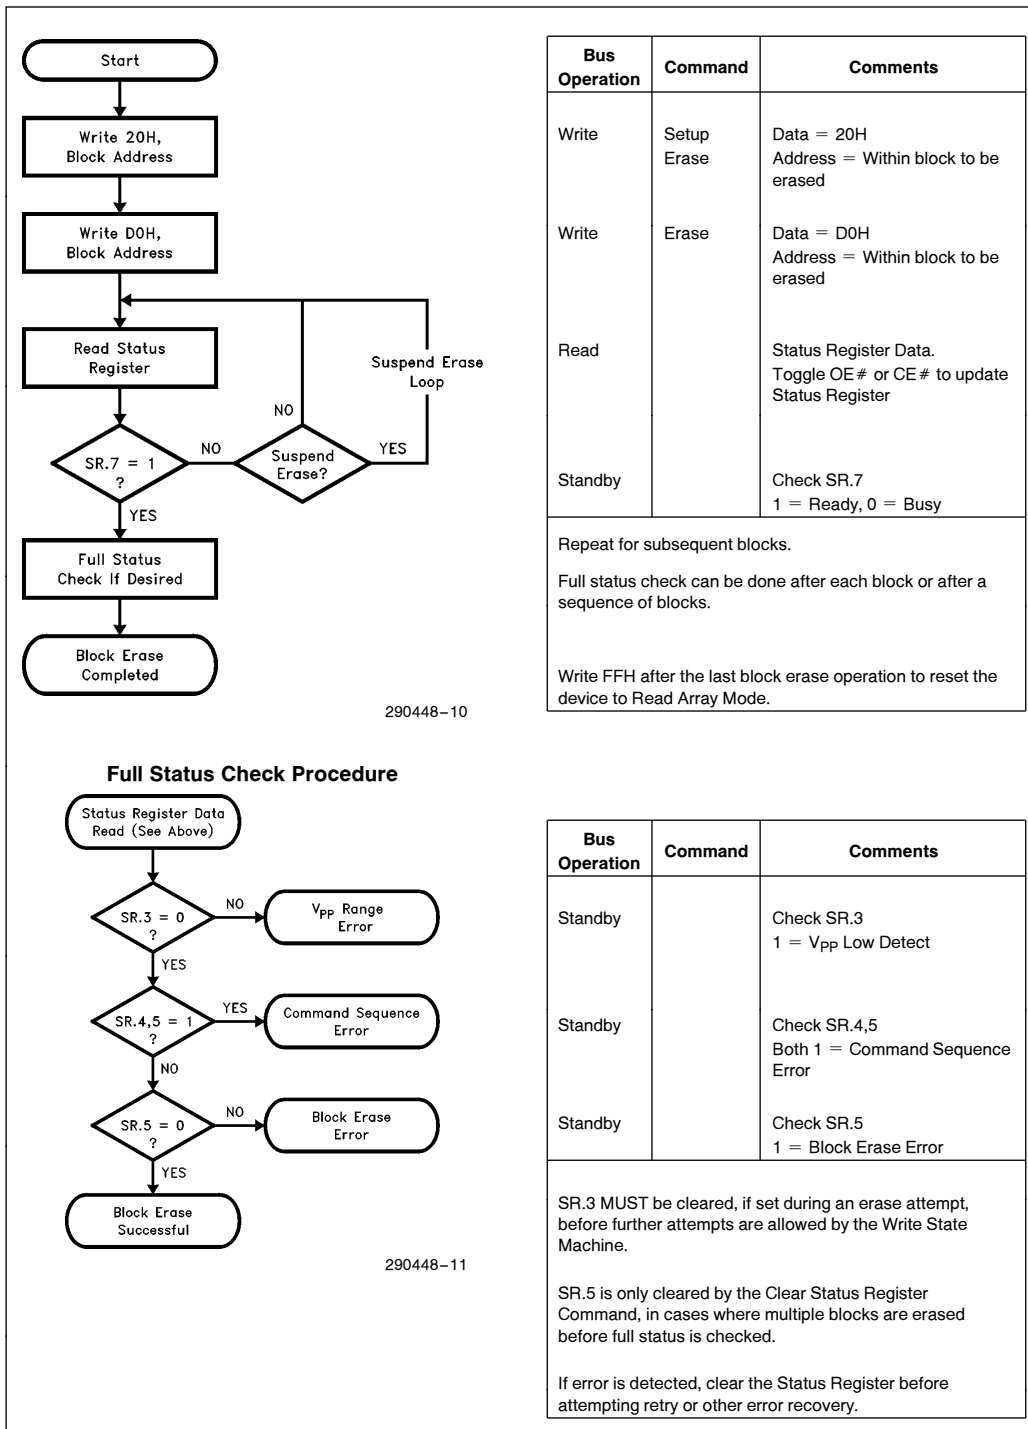 Start
Write 20H,
Block Address
Write D0H,
Block Address
Read Status
Register
Suspend Erase
Loop
NO
SR.7 = 1
?
NO
Suspend
Erase?
YES
YES
Full Status
Check If Desired
Block Erase
Completed
290448–10
Bus
Operation
Command
Comments
Write
Setup
Erase
Data = 20H
Address = Within block to be
erased
Write
Erase
Data = D0H
Address = Within block to be
erased
Read
Status Register Data.
Toggle OE# or CE# to update
Status Register
Standby
Check SR.7
1 = Ready, 0 = Busy
Repeat for subsequent blocks.
Full status check can be done after each block or after a
sequence of blocks.
Write FFH after the last block erase operation to reset the
device to Read Array Mode.
Full Status Check Procedure
Status Register Data
Read (See Above)
SR.3 = 0
?
NO
VPP Range
Error
YES
SR.4,5 = 1
?
YES
Command Sequence
Error
NO
SR.5 = 0
?
NO
Block Erase
Error
YES
Block Erase
Successful
290448–11
Bus
Operation
Command
Comments
Standby
Check SR.3
1 = VPP Low Detect
Standby
Check SR.4,5
Both 1 = Command Sequence
Error
Standby
Check SR.5
1 = Block Erase Error
SR.3 MUST be cleared, if set during an erase attempt,
before further attempts are allowed by the Write State
Machine.
SR.5 is only cleared by the Clear Status Register
Command, in cases where multiple blocks are erased
before full status is checked.
If error is detected, clear the Status Register before
attempting retry or other error recovery.